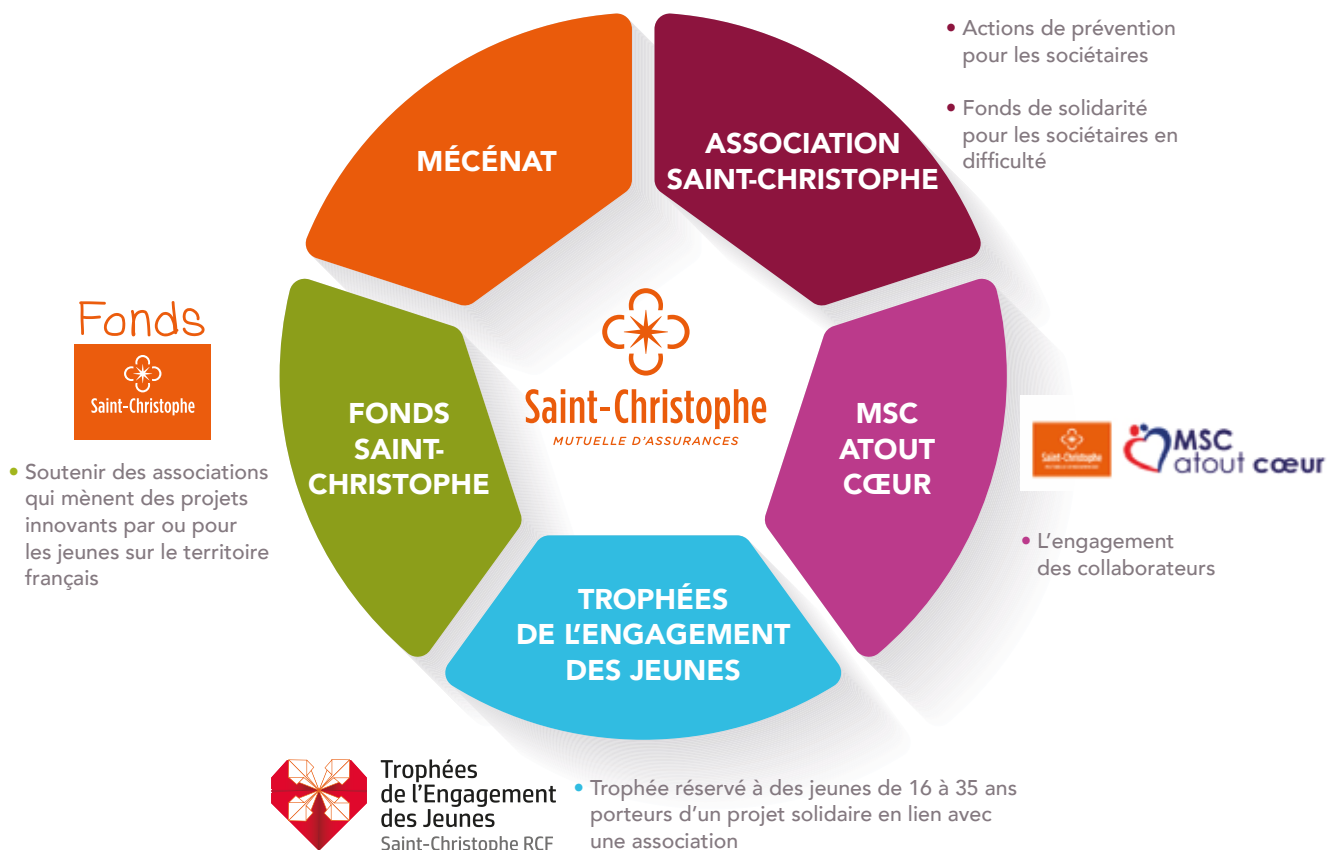 • Actions de prévention
pour les sociétaires
• Fonds de solidarité
pour les sociétaires en
difficulté
MÉCÉNAT
ASSOCIATION
SAINT-CHRISTOPHE
Fonds
Saint-Christophe
• Soutenir des associations
qui mènent des projets
innovants par ou pour
les jeunes sur le territoire
français
FONDS
SAINT-
CHRISTOPHE
Saint-Christophe
MUTUELLE D'ASSURANCES
MSC
ATOUT
CŒUR
Saint-Christophe
MSC
atout cœur
• L'engagement
des collaborateurs
TROPHÉES
DE L'ENGAGEMENT
DES JEUNES
Trophées
de l'Engagement
des Jeunes
Saint-Christophe RCF
• Trophée réservé à des jeunes de 16 à 35 ans
porteurs d'un projet solidaire en lien avec
une association